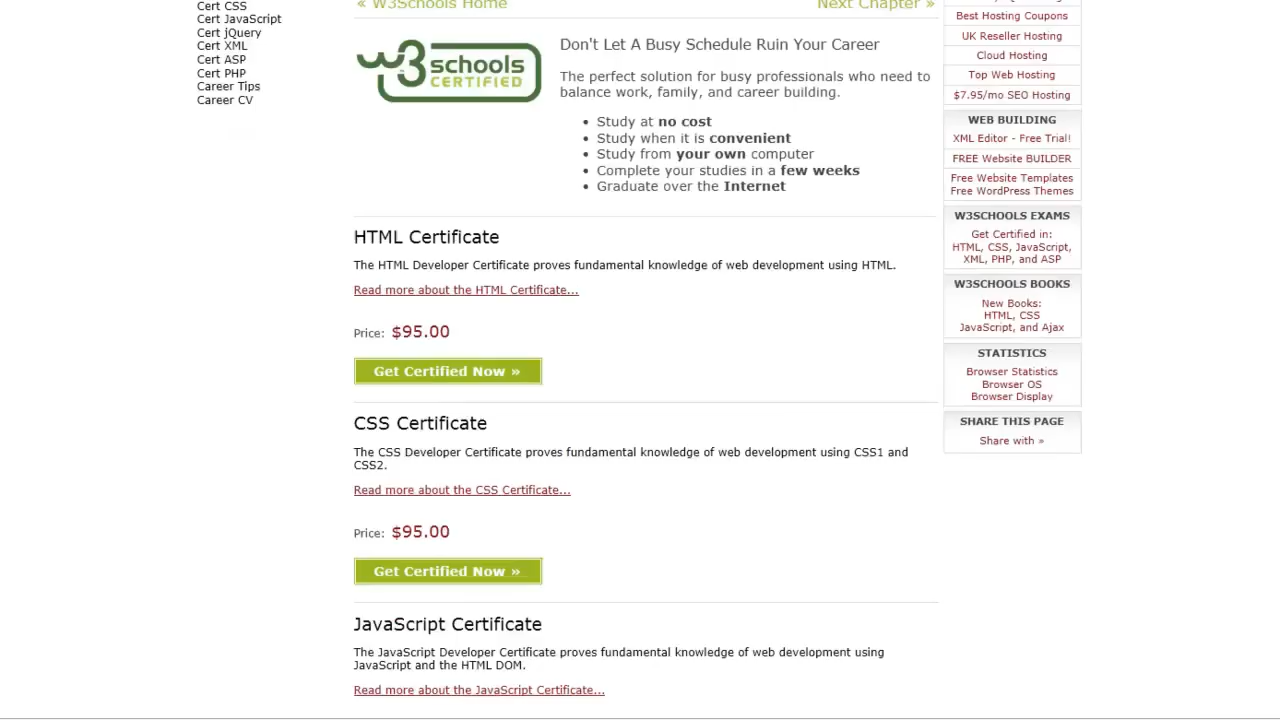 Cert CSS
Cert JavaScript
Cert jQuery
Cert XML
Cert ASP
Cert PHP
Career Tips
Career CV
« W3Schools Home
Next Chapter »
w3schools
CERTIFIED
Don't Let A Busy Schedule Ruin Your Career
The perfect solution for busy professionals who need to
balance work, family, and career building.
• Study at no cost
• Study when it is convenient
• Study from your own computer
• Complete your studies in a few weeks
• Graduate over the Internet
HTML Certificate
The HTML Developer Certificate proves fundamental knowledge of web development using HTML.
Read more about the HTML Certificate...
Price: $95.00
Get Certified Now »
CSS Certificate
The CSS Developer Certificate proves fundamental knowledge of web development using CSS1 and
CSS2.
Read more about the CSS Certificate...
Price: $95.00
Get Certified Now »
JavaScript Certificate
The JavaScript Developer Certificate proves fundamental knowledge of web development using
JavaScript and the HTML DOM.
Read more about the JavaScript Certificate...
Best Hosting Coupons
UK Reseller Hosting
Cloud Hosting
Top Web Hosting
$7.95/mo SEO Hosting
WEB BUILDING
XML Editor - Free Trial!
FREE Website BUILDER
Free Website Templates
Free WordPress Themes
W3SCHOOLS EXAMS
Get Certified in:
HTML, CSS, JavaScript,
XML, PHP, and ASP
W3SCHOOLS BOOKS
New Books:
HTML, CSS
JavaScript, and Ajax
STATISTICS
Browser Statistics
Browser OS
Browser Display
SHARE THIS PAGE
Share with »